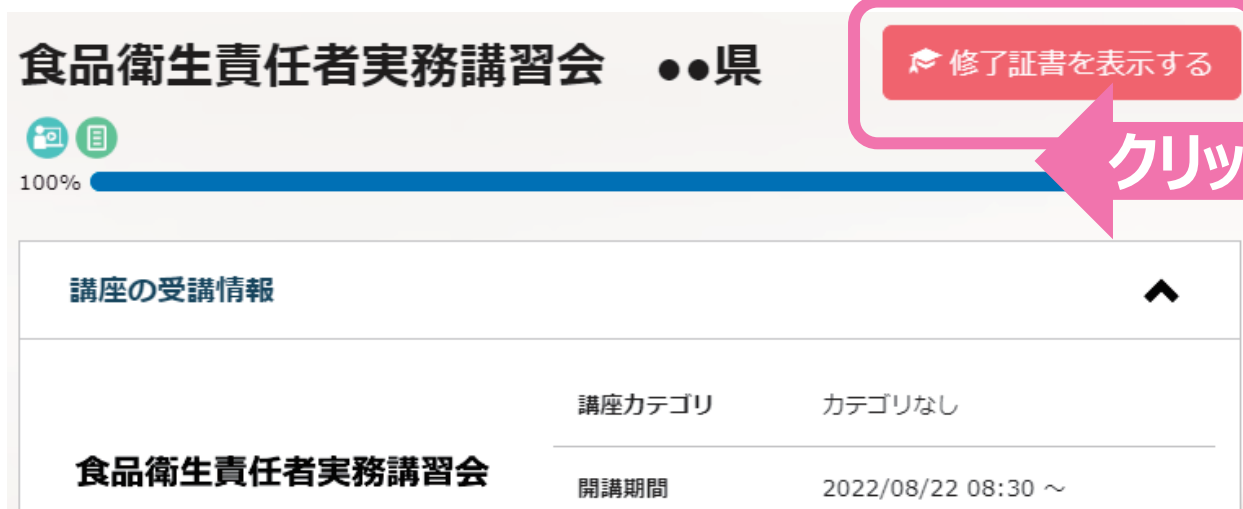 食品衛生責任者実務講習会　●●県
修了証書を表示する
クリッ
100%
講座の受講情報
講座カテゴリ
カテゴリなし
食品衛生責任者実務講習会
開講期間
2022/08/22 08:30 ～